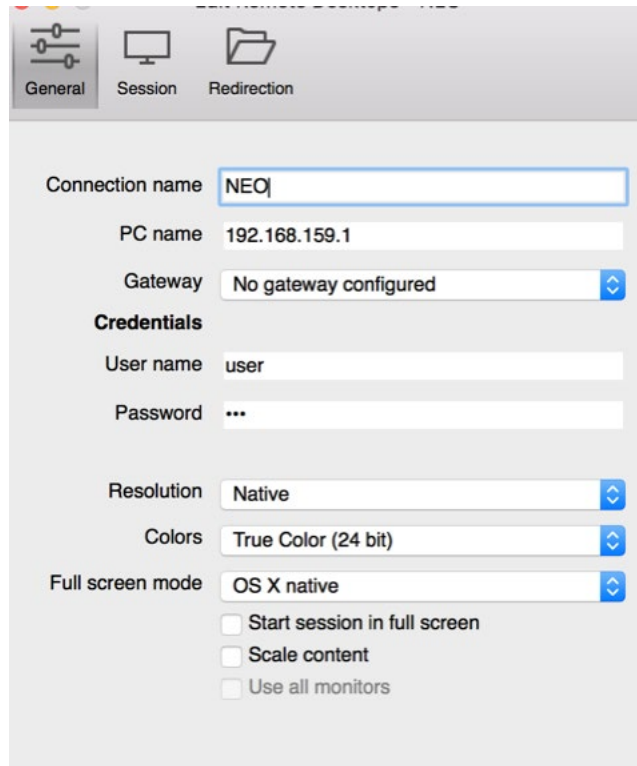 General Session Redirection
Connection name NEO
PC name 192.168.159.1
Gateway No gateway configured
Credentials
User name user
Password •••
Resolution Native
Colors True Color (24 bit)
Full screen mode OS X native
Start session in full screen
Scale content
Use all monitors